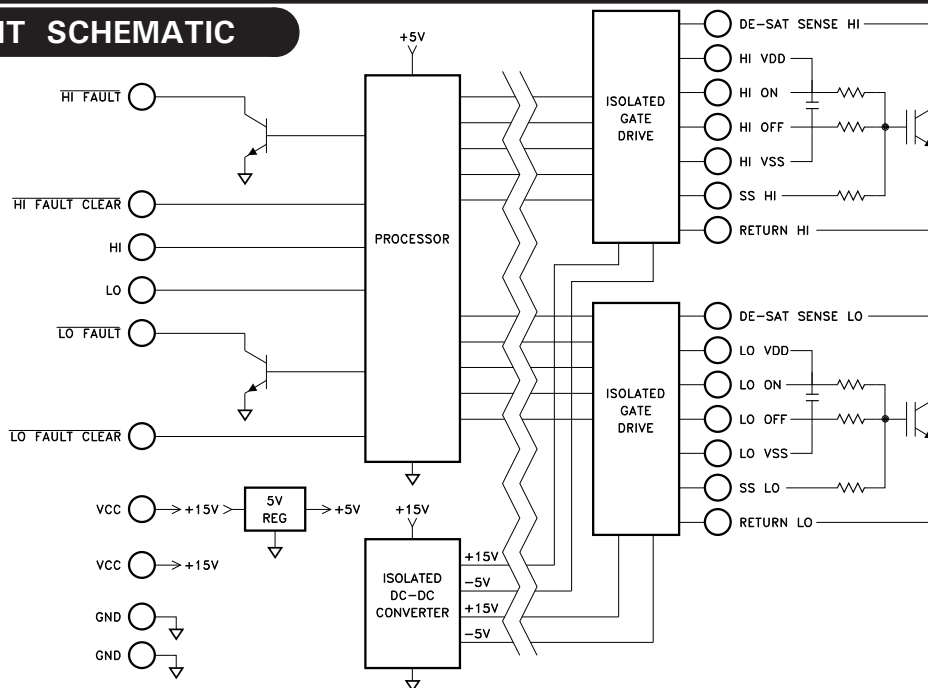 IT SCHEMATIC
+5V
HI FAULT
HI FAULT CLEAR
HI
LO
LO FAULT
LO FAULT CLEAR
PROCESSOR
VCC
+15V
5V
REG
+5V
VCC
+15V
GND
GND
+15V
ISOLATED
DC-DC
CONVERTER
+15V
-5V
+15V
-5V
ISOLATED
GATE
DRIVE
DE-SAT SENSE HI
HI VDD
HI ON
HI OFF
HI VSS
SS HI
RETURN HI
ISOLATED
GATE
DRIVE
DE-SAT SENSE LO
LO VDD
LO ON
LO OFF
LO VSS
SS LO
RETURN LO